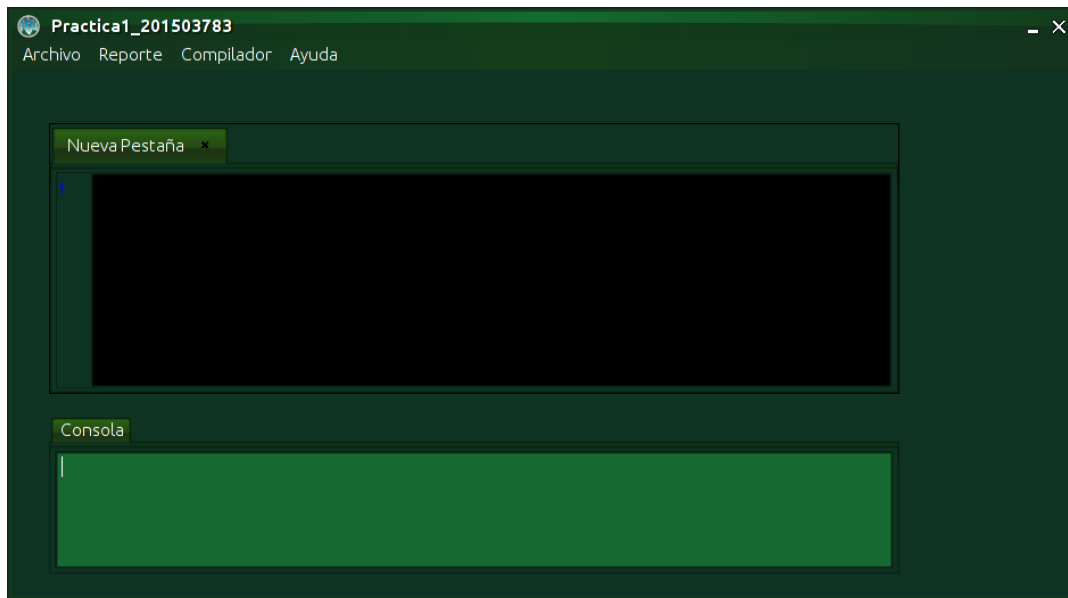 Practica1_201503783
Archivo Reporte Compilador Ayuda
Nueva Pestaña
1
Consola